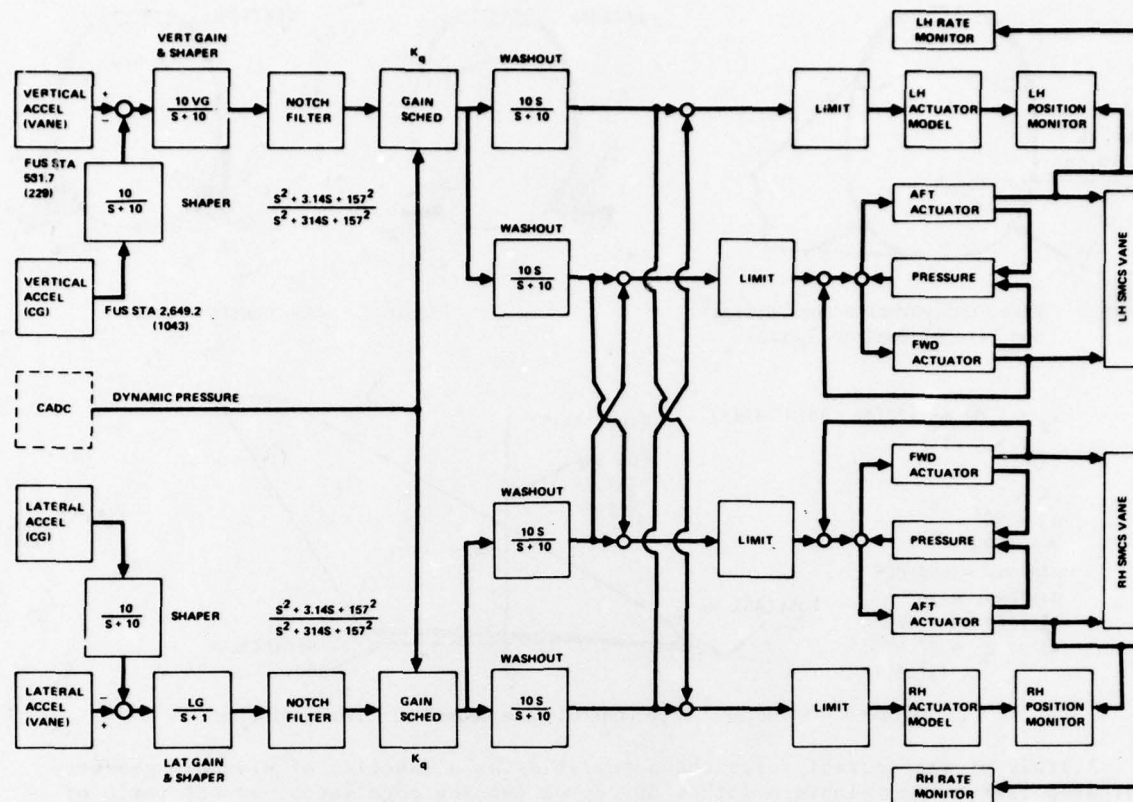 LH RATE
MONITOR
VERT GAIN
& SHAPER
Kq
WASHOUT
VERTICAL
ACCEL
(VANE)
+
−
10 VG
S + 10
NOTCH
FILTER
GAIN
SCHED
10 S
S + 10
LIMIT
LH
ACTUATOR
MODEL
LH
POSITION
MONITOR
FUS STA
581.7
(229)
10
S + 10
SHAPER
S² + 3.14S + 157²
S² + 314S + 157²
WASHOUT
10 S
S + 10
LIMIT
AFT
ACTUATOR
PRESSURE
FWD
ACTUATOR
LH SMCS VANE
VERTICAL
ACCEL
(CG)
FUS STA 2,649.2
(1043)
CADC
DYNAMIC PRESSURE
LATERAL
ACCEL
(CG)
10
S + 10
SHAPER
S² + 3.14S + 157²
S² + 314S + 157²
WASHOUT
10 S
S + 10
LIMIT
FWD
ACTUATOR
PRESSURE
AFT
ACTUATOR
RH SMCS VANE
WASHOUT
LATERAL
ACCEL
(VANE)
−
+
LG
S + 1
NOTCH
FILTER
GAIN
SCHED
10 S
S + 10
LIMIT
RH
ACTUATOR
MODEL
RH
POSITION
MONITOR
LAT GAIN
& SHAPER
Kq
RH RATE
MONITOR